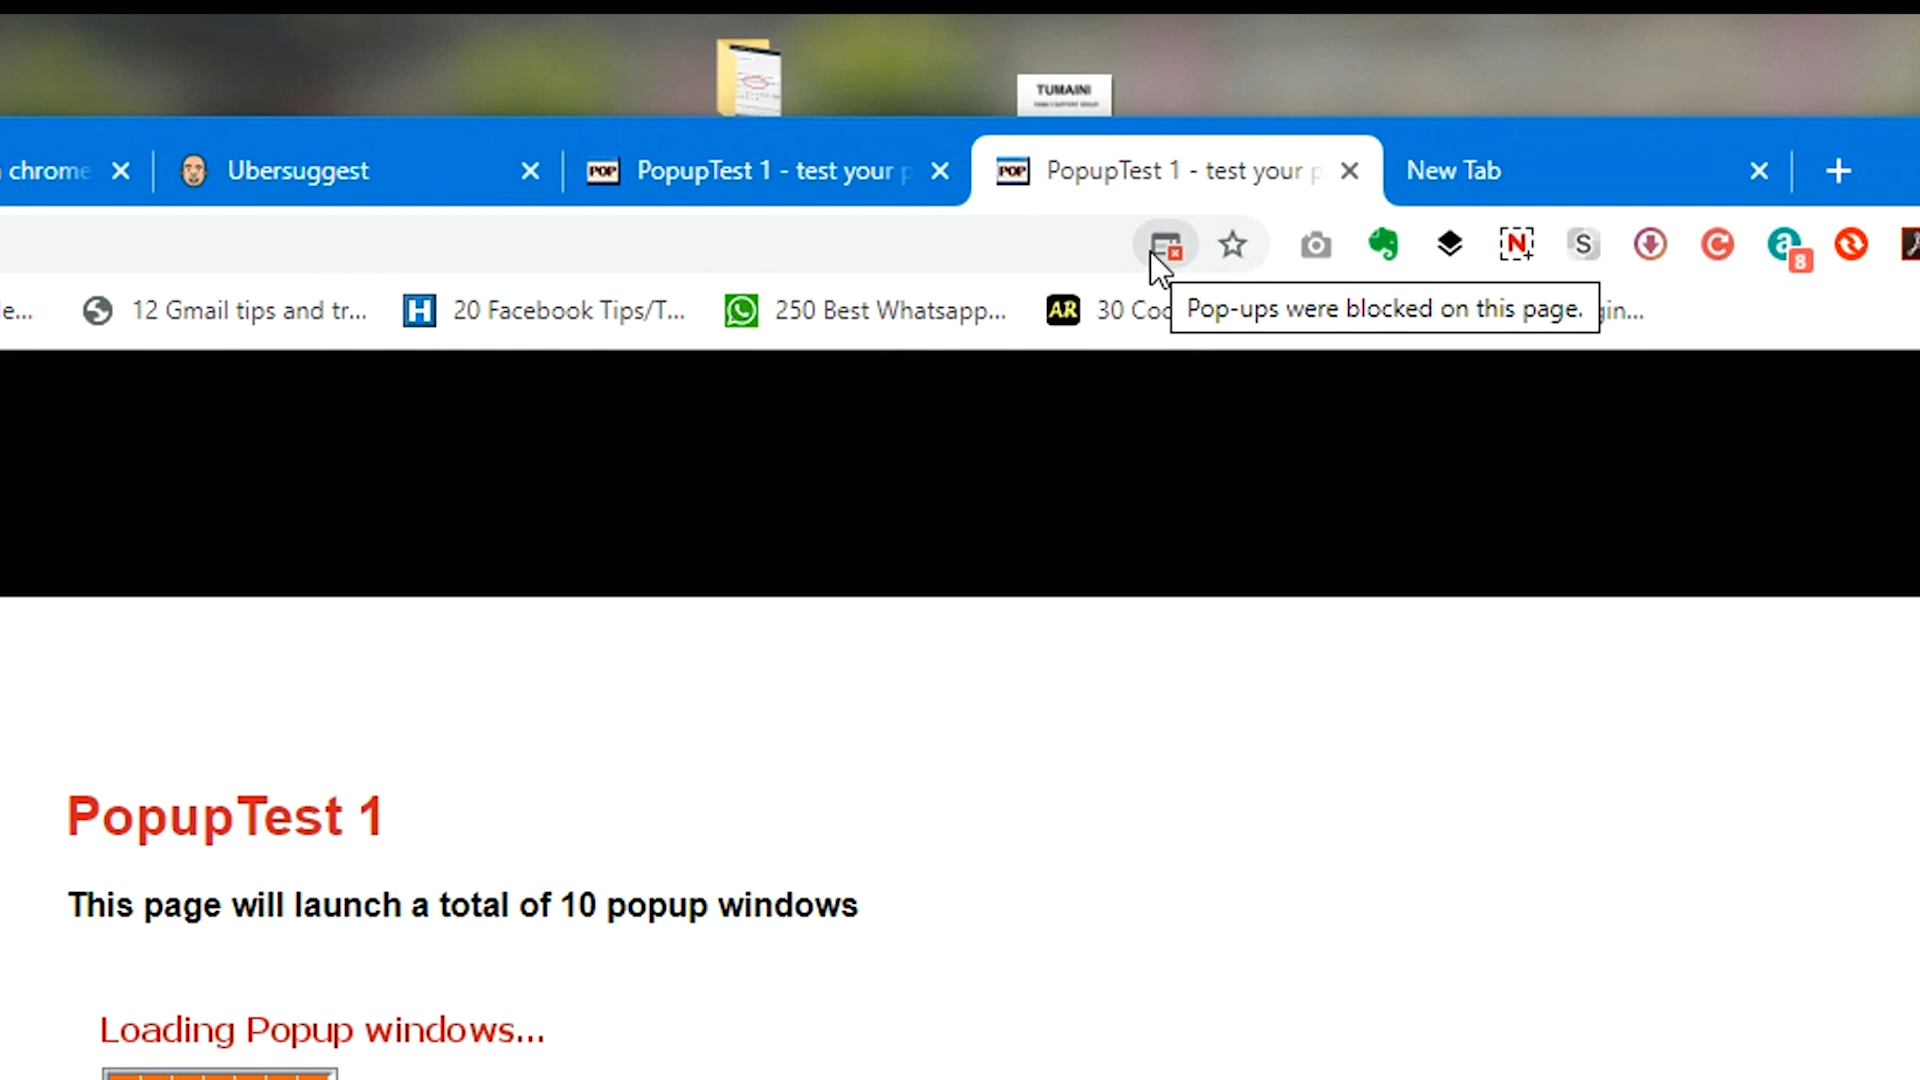 TUMAINI
chrome
Ubersuggest
POP
PopupTest 1 - test your p
POP
PopupTest 1 - test your p
New Tab
N
S
a
8
le...
12 Gmail tips and tr...
H
20 Facebook Tips/T...
250 Best Whatsapp...
AR
30 Coo
gin...
Pop-ups were blocked on this page.
PopupTest 1
This page will launch a total of 10 popup windows
Loading Popup windows...